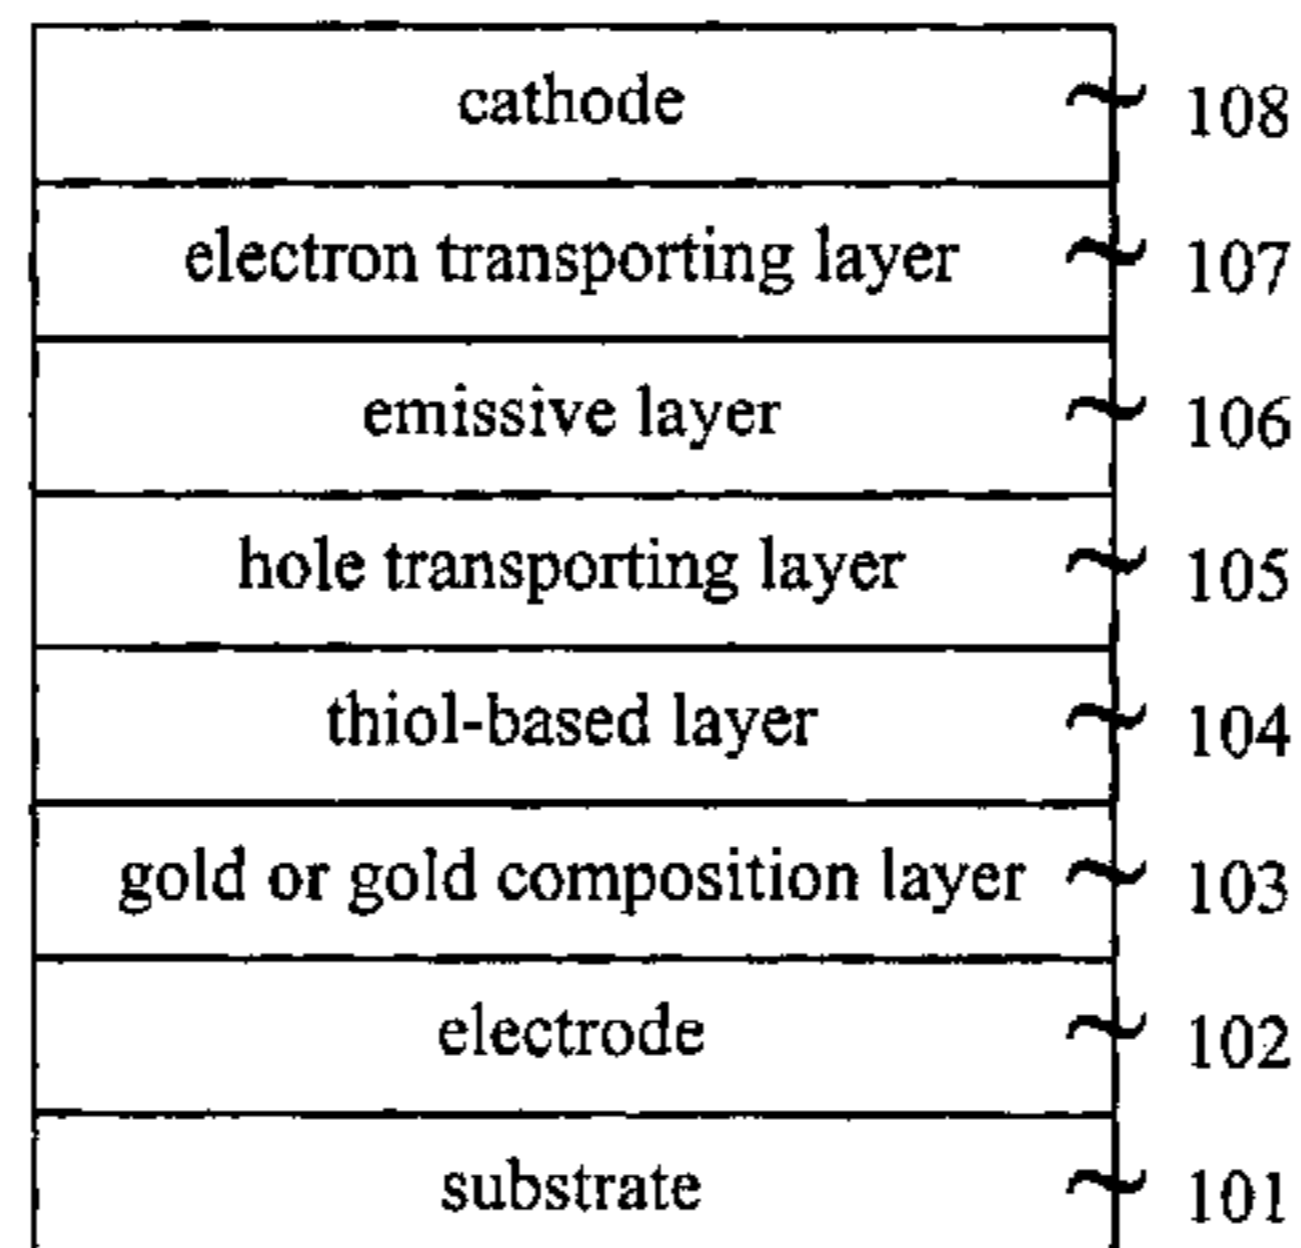 cathode 108
electron transporting layer 107
emissive layer 106
hole transporting layer 105
thiol-based layer 104
gold or gold composition layer 103
electrode 102
substrate 101